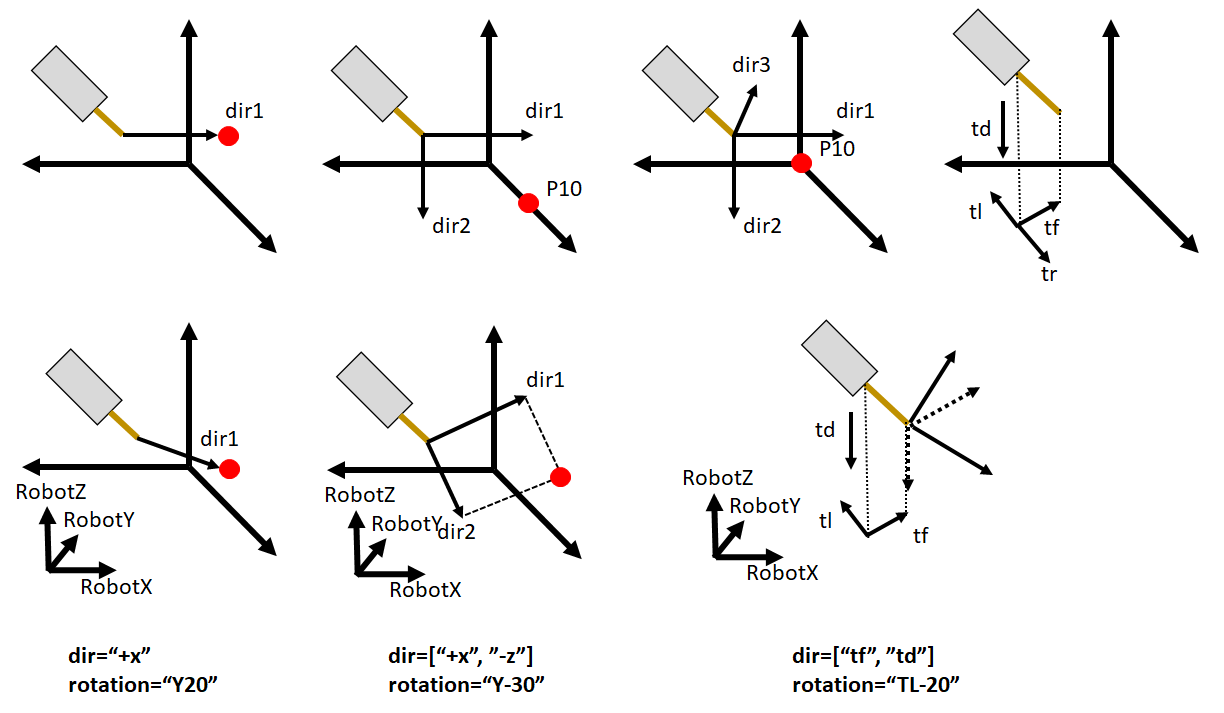 dir1
dir1
P10
dir2
dir3
dir1
P10
dir2
td
tl
tf
tr
dir1
RobotZ
RobotY
RobotX
dir1
RobotZ
RobotY
dir2
RobotX
td
RobotZ
RobotY
tl
tf
RobotX
dir=“+x”
rotation=“Y20”
dir=[“+x”, ”-z”]
rotation=“Y-30”
dir=[“tf”, ”td”]
rotation=“TL-20”